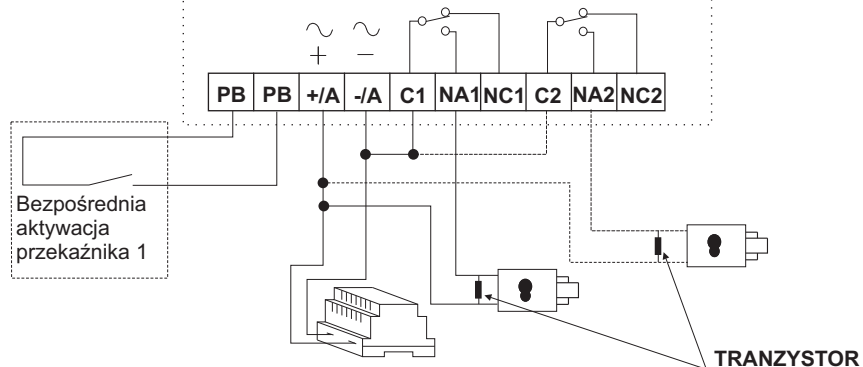 + −
PB PB +/A -/A C1 NA1 NC1 C2 NA2 NC2
Bezpośrednia
aktywacja
przekaźnika 1
TRANZYSTOR